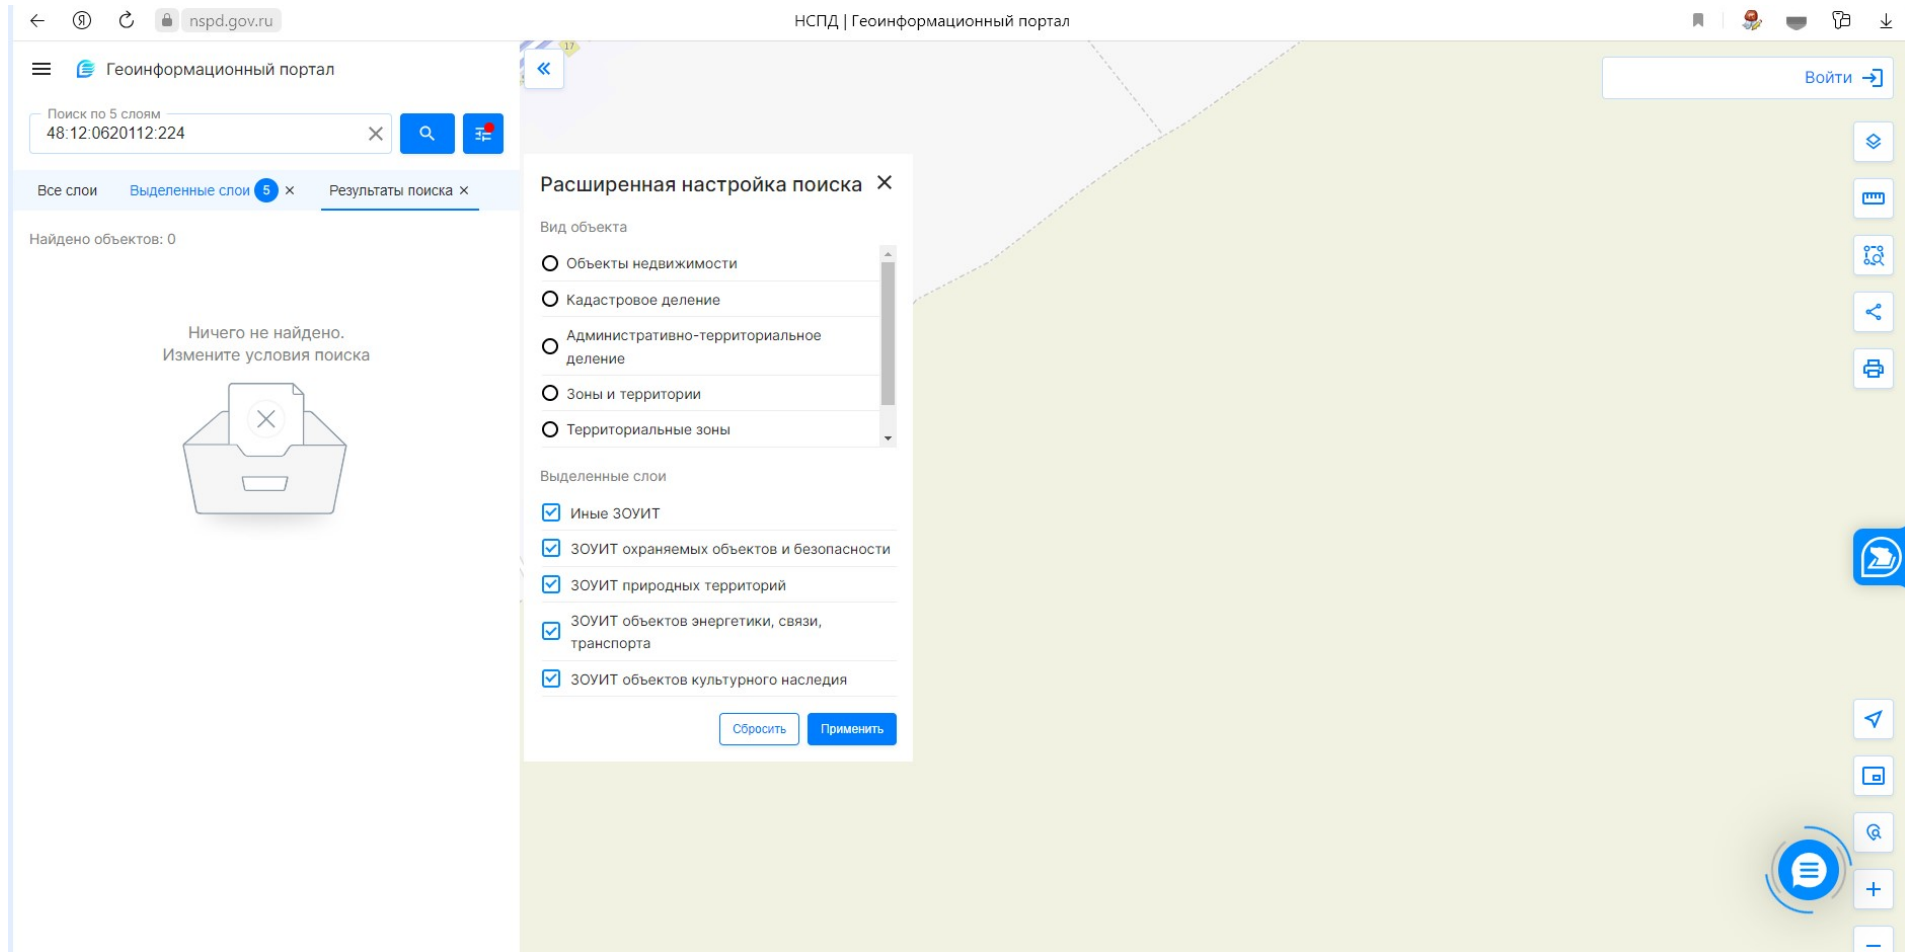 nspd.gov.ru
НСПД | Геоинформационный портал
Геоинформационный портал
Войти
17
Поиск по 5 слоям
48:12:0620112:224
Все слои
Выделенные слои 5
Результаты поиска
Найдено объектов: 0
Ничего не найдено.
Измените условия поиска
Расширенная настройка поиска
Вид объекта
Объекты недвижимости
Кадастровое деление
Административно-территориальное
деление
Зоны и территории
Территориальные зоны
Выделенные слои
Иные ЗОУИТ
ЗОУИТ охраняемых объектов и безопасности
ЗОУИТ природных территорий
ЗОУИТ объектов энергетики, связи,
транспорта
ЗОУИТ объектов культурного наследия
Сбросить
Применить